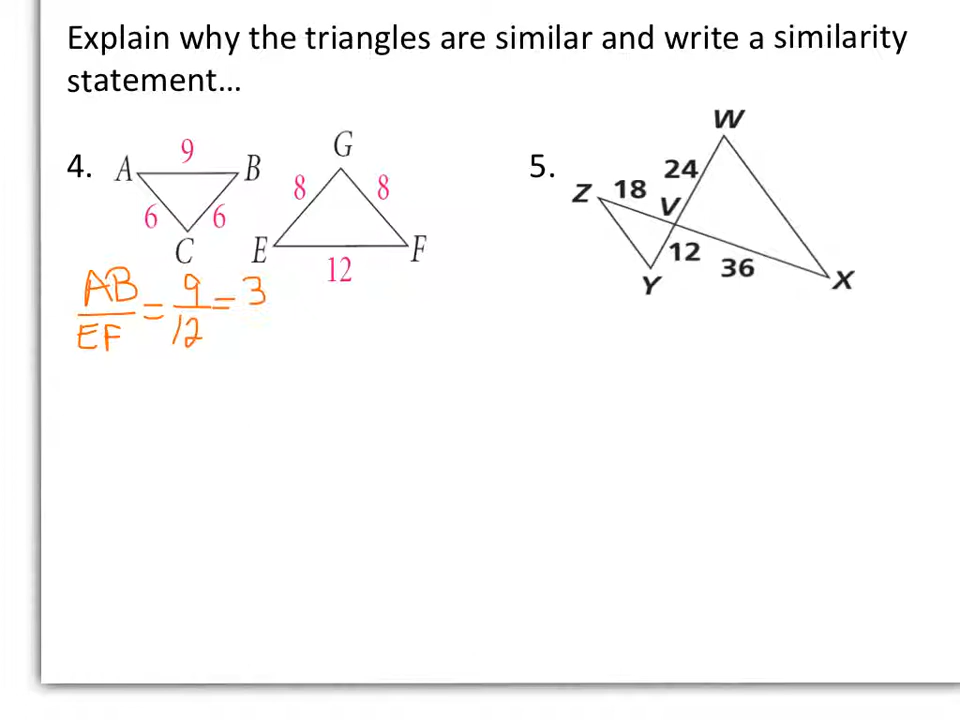 Explain why the triangles are similar and write a similarity
statement…
4. A 9 B
6 6
C
G
8 8
E F
12
AB/EF = 9/12 = 3
5. W
24
Z 18 V
12 36
Y X